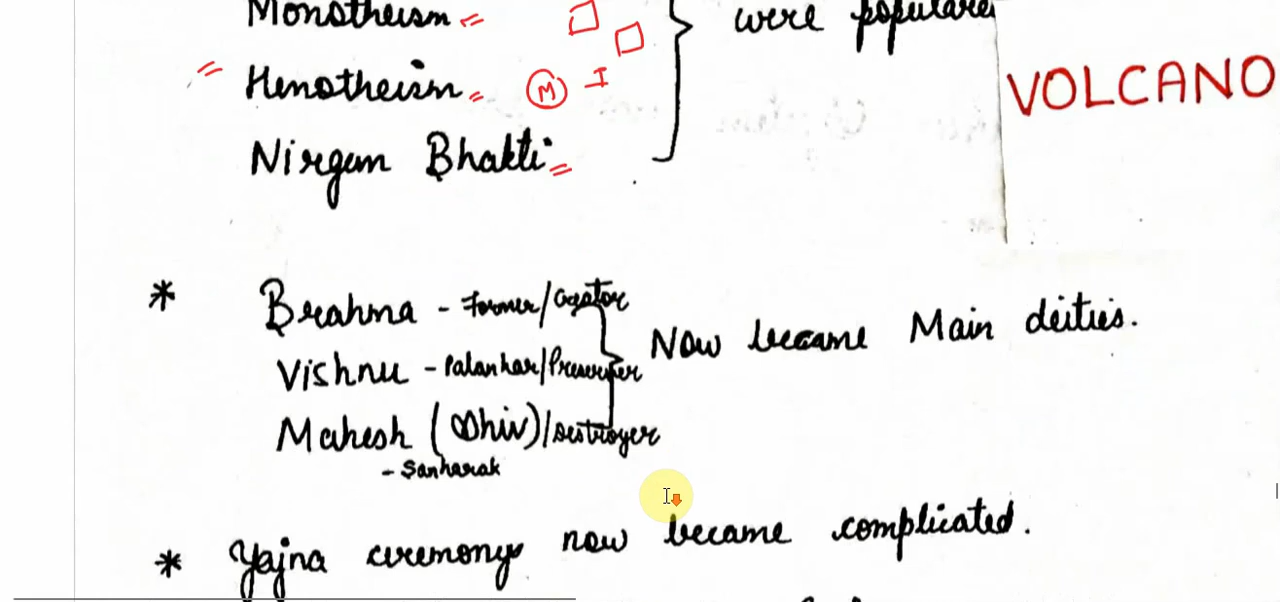 Monotheism
were popular
Henotheism M - I
VOLCANO
Nirgun Bhakti
* Brahma - Former/Creator
Vishnu - Palanhar/Preserver
Now became Main deities.
Mahesh (Shiv)/Destroyer
- Sanharak
* Yajna ceremony now became complicated.